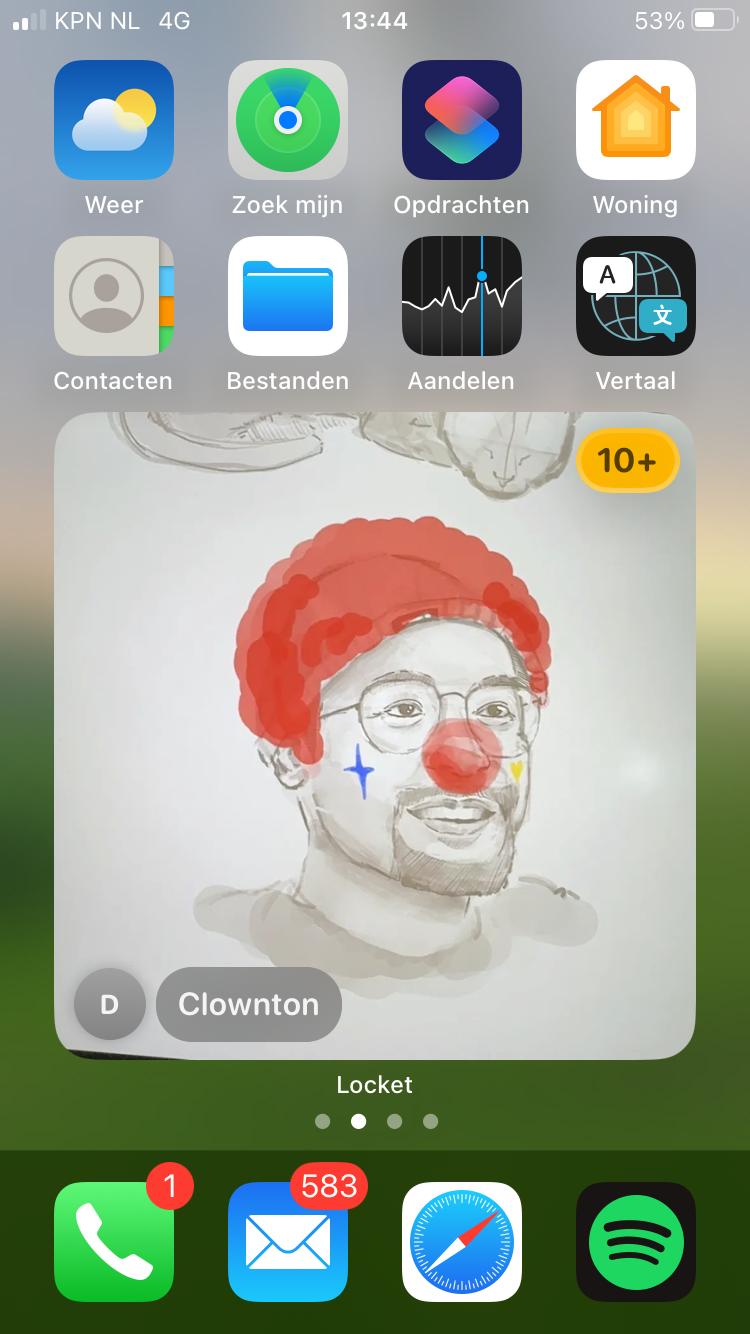 KPN NL 4G 13:44 53%
Weer Zoek mijn Opdrachten Woning
A 文
Contacten Bestanden Aandelen Vertaal
10+
D Clownton
Locket
1 583